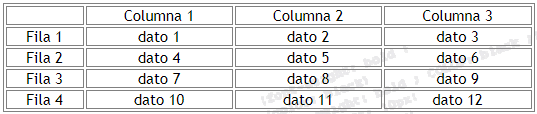 Columna 1 Columna 2 Columna 3
Fila 1 dato 1 dato 2 dato 3
Fila 2 dato 4 dato 5 dato 6
Fila 3 dato 7 dato 8 dato 9
Fila 4 dato 10 dato 11 dato 12